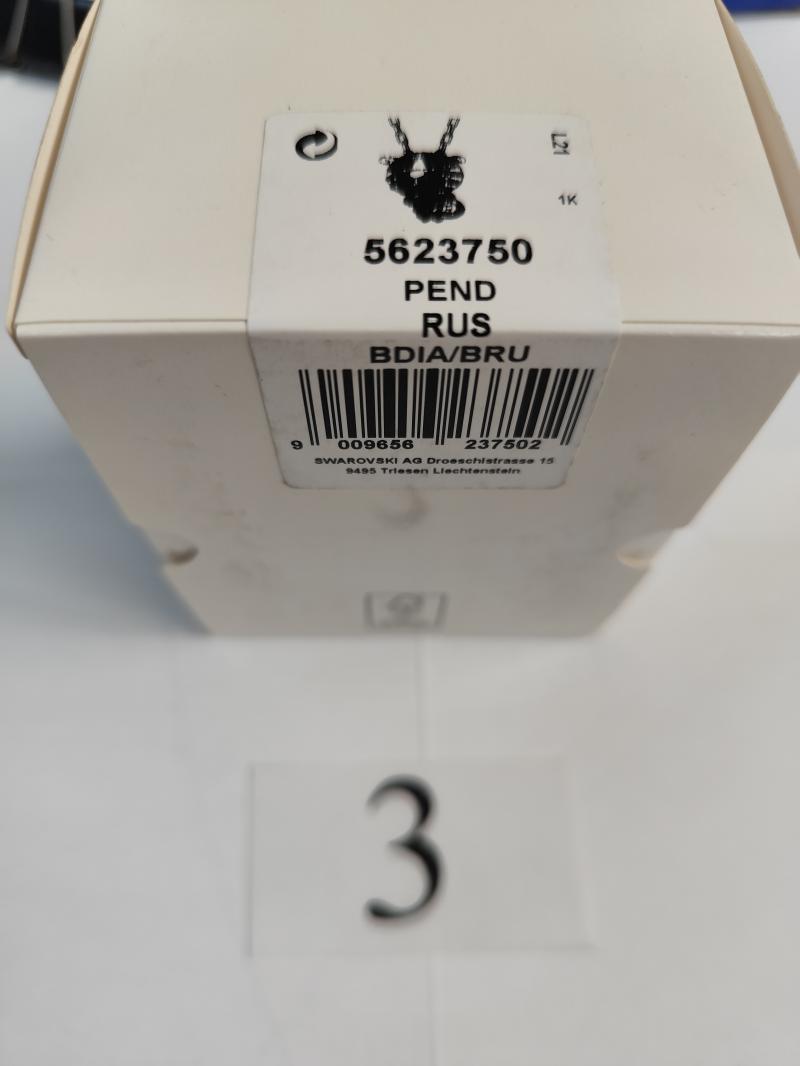 L21
1K
5623750
PEND
RUS
BDIA/BRU
9 009656 237502
SWAROVSKI AG Droeschistrasse 15
9495 Triesen Liechtenstein
3